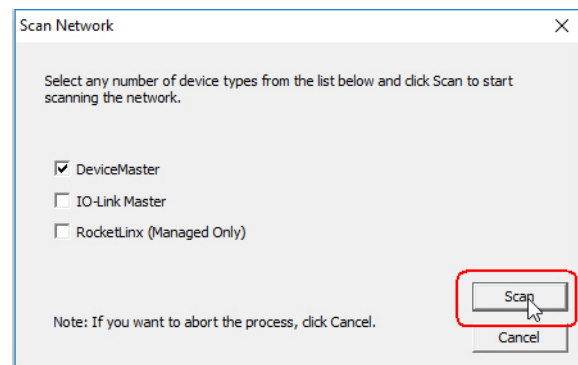 Scan Network
Select any number of device types from the list below and click Scan to start
scanning the network.
DeviceMaster
IO-Link Master
RocketLinx (Managed Only)
Scan
Note: If you want to abort the process, click Cancel.
Cancel